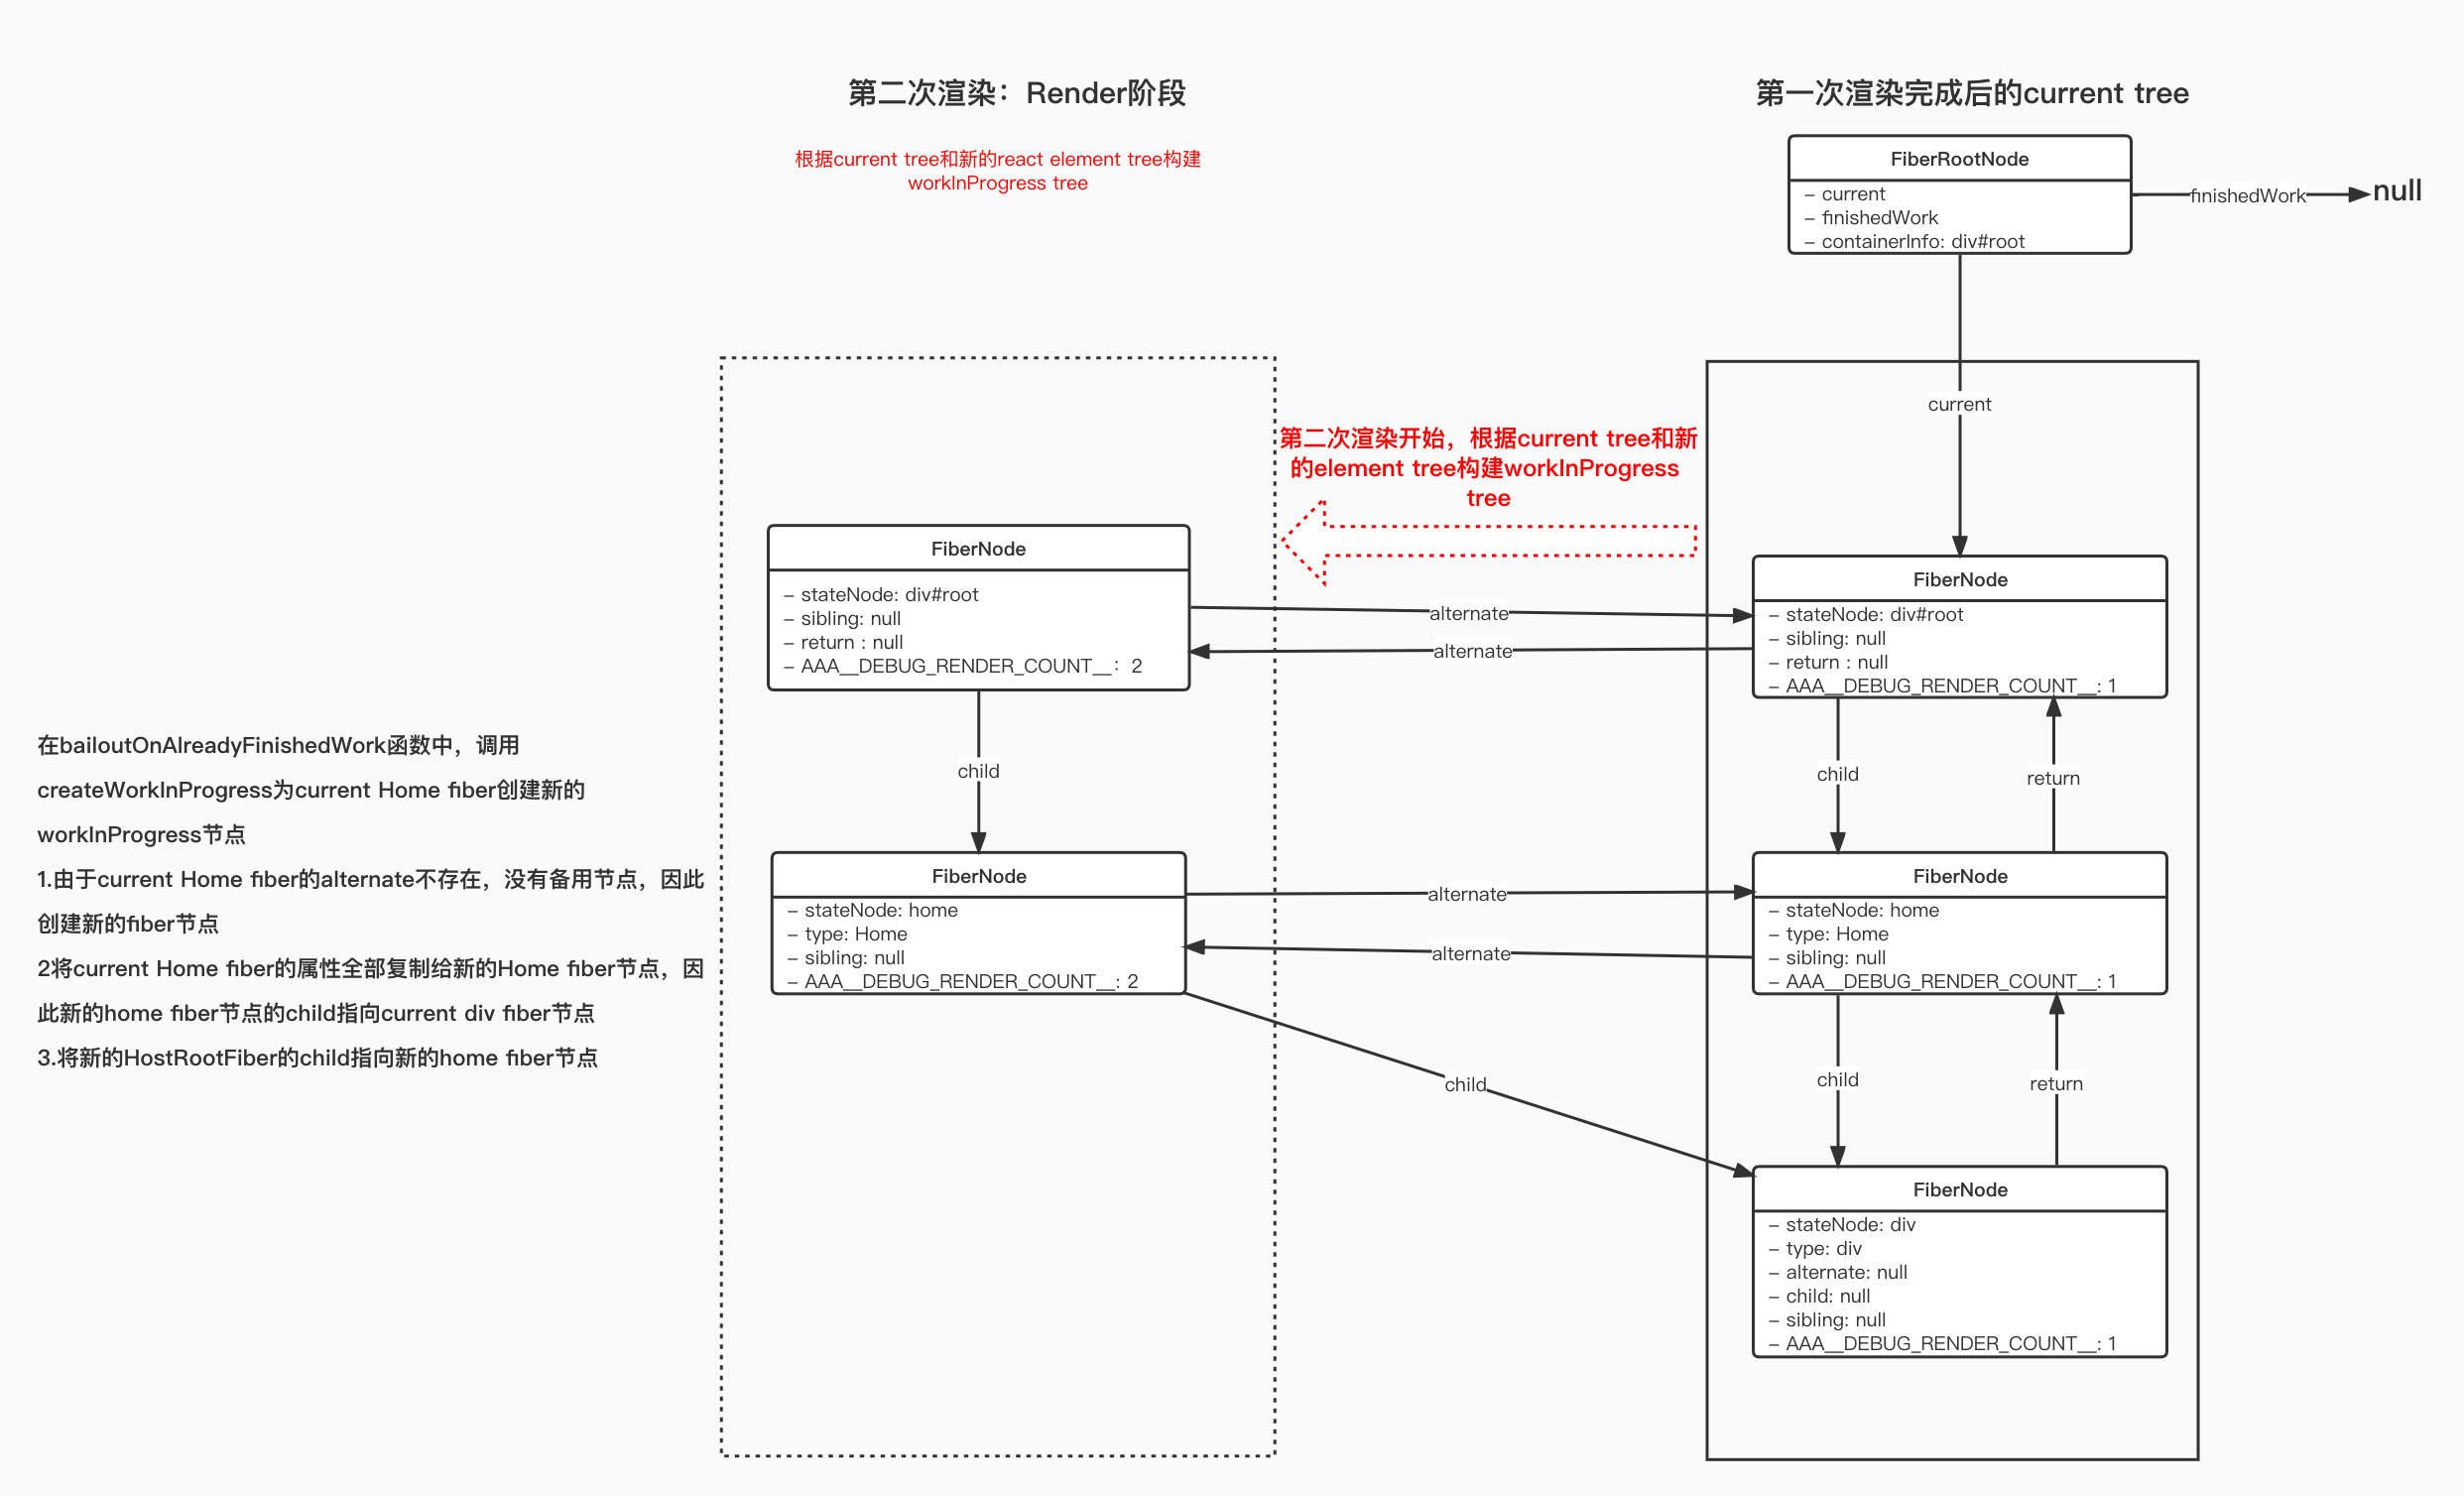 第二次渲染：Render阶段
根据current tree和新的react element tree构建
workInProgress tree
第一次渲染完成后的current tree
FiberRootNode
– current
– finishedWork
– containerInfo: div#root
finishedWork
null
current
第二次渲染开始，根据current tree和新
的element tree构建workInProgress
tree
FiberNode
– stateNode: div#root
– sibling: null
– return : null
– AAA__DEBUG_RENDER_COUNT__：2
alternate
alternate
FiberNode
– stateNode: div#root
– sibling: null
– return : null
– AAA__DEBUG_RENDER_COUNT__: 1
child
child
return
在bailoutOnAlreadyFinishedWork函数中，调用
createWorkInProgress为current Home fiber创建新的
workInProgress节点
1.由于current Home fiber的alternate不存在，没有备用节点，因此
创建新的fiber节点
2将current Home fiber的属性全部复制给新的Home fiber节点，因
此新的home fiber节点的child指向current div fiber节点
3.将新的HostRootFiber的child指向新的home fiber节点
FiberNode
– stateNode: home
– type: Home
– sibling: null
– AAA__DEBUG_RENDER_COUNT__: 2
alternate
alternate
FiberNode
– stateNode: home
– type: Home
– sibling: null
– AAA__DEBUG_RENDER_COUNT__: 1
child
child
return
FiberNode
– stateNode: div
– type: div
– alternate: null
– child: null
– sibling: null
– AAA__DEBUG_RENDER_COUNT__: 1